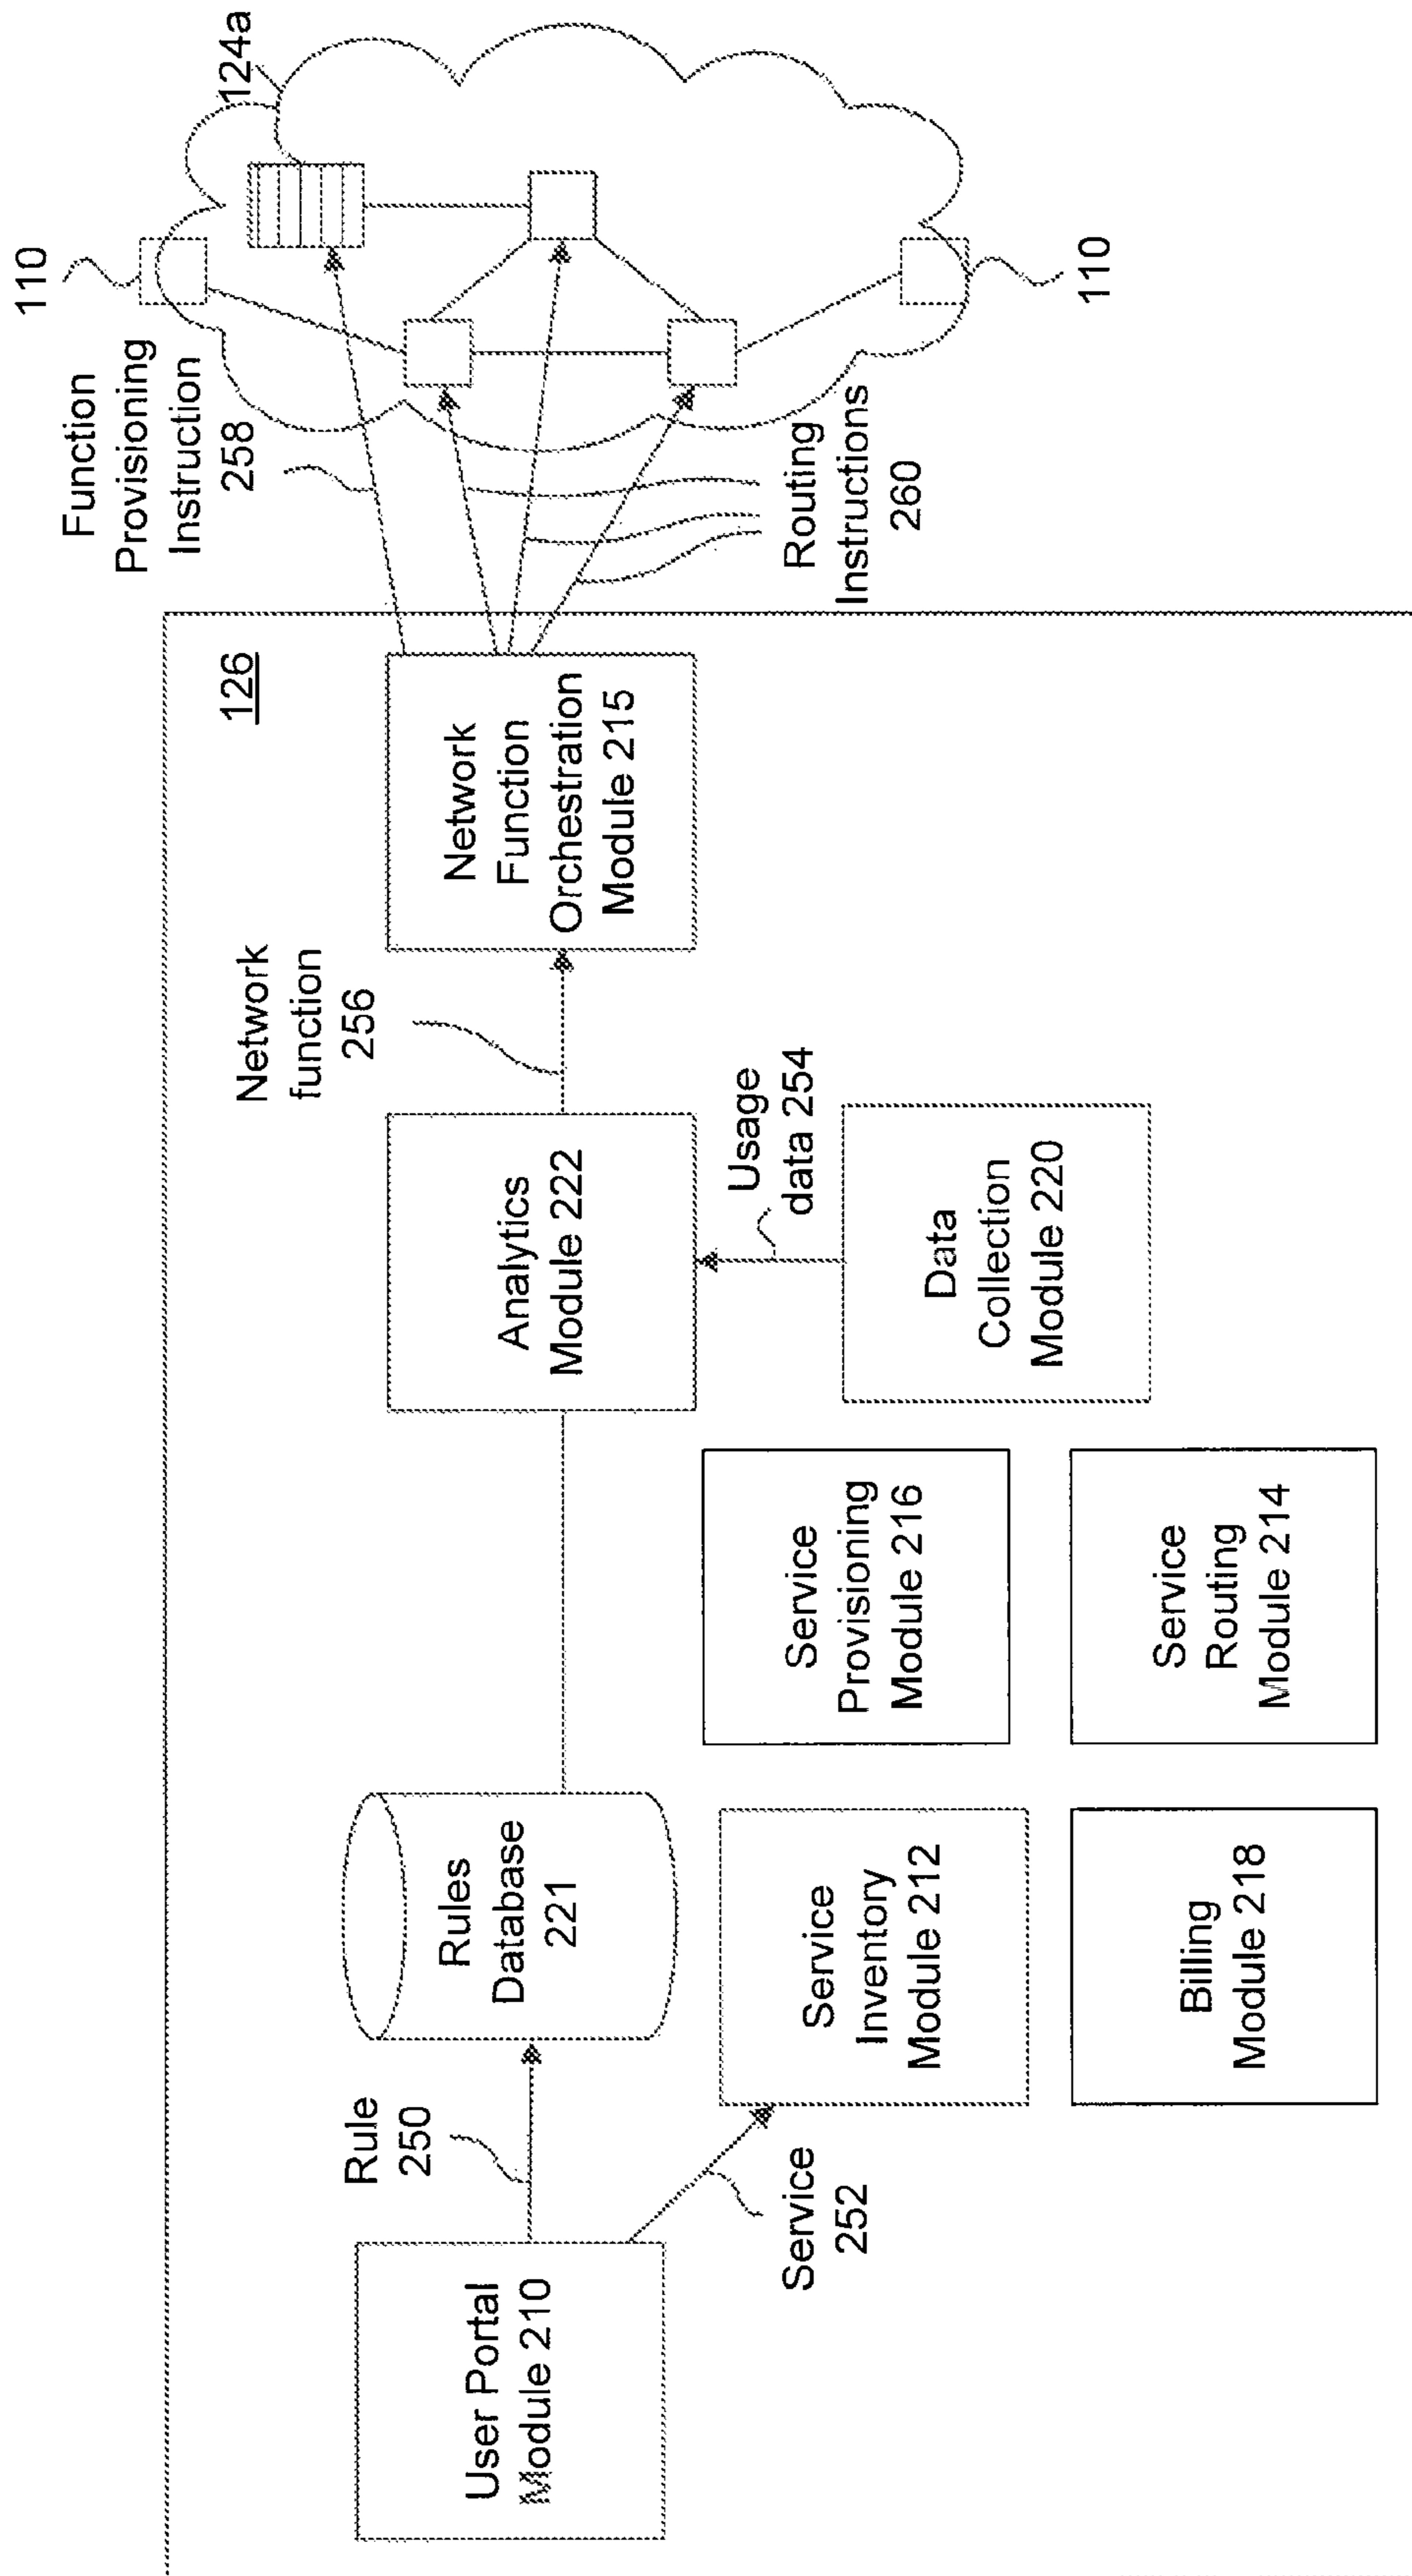 126
User Portal
Module 210
Rule
250
Service
252
Rules
Database
221
Service
Inventory
Module 212
Billing
Module 218
Service
Provisioning
Module 216
Service
Routing
Module 214
Analytics
Module 222
Usage
data 254
Data
Collection
Module 220
Network
function
256
Network
Function
Orchestration
Module 215
Function
Provisioning
Instruction
258
Routing
Instructions
260
110
124a
110